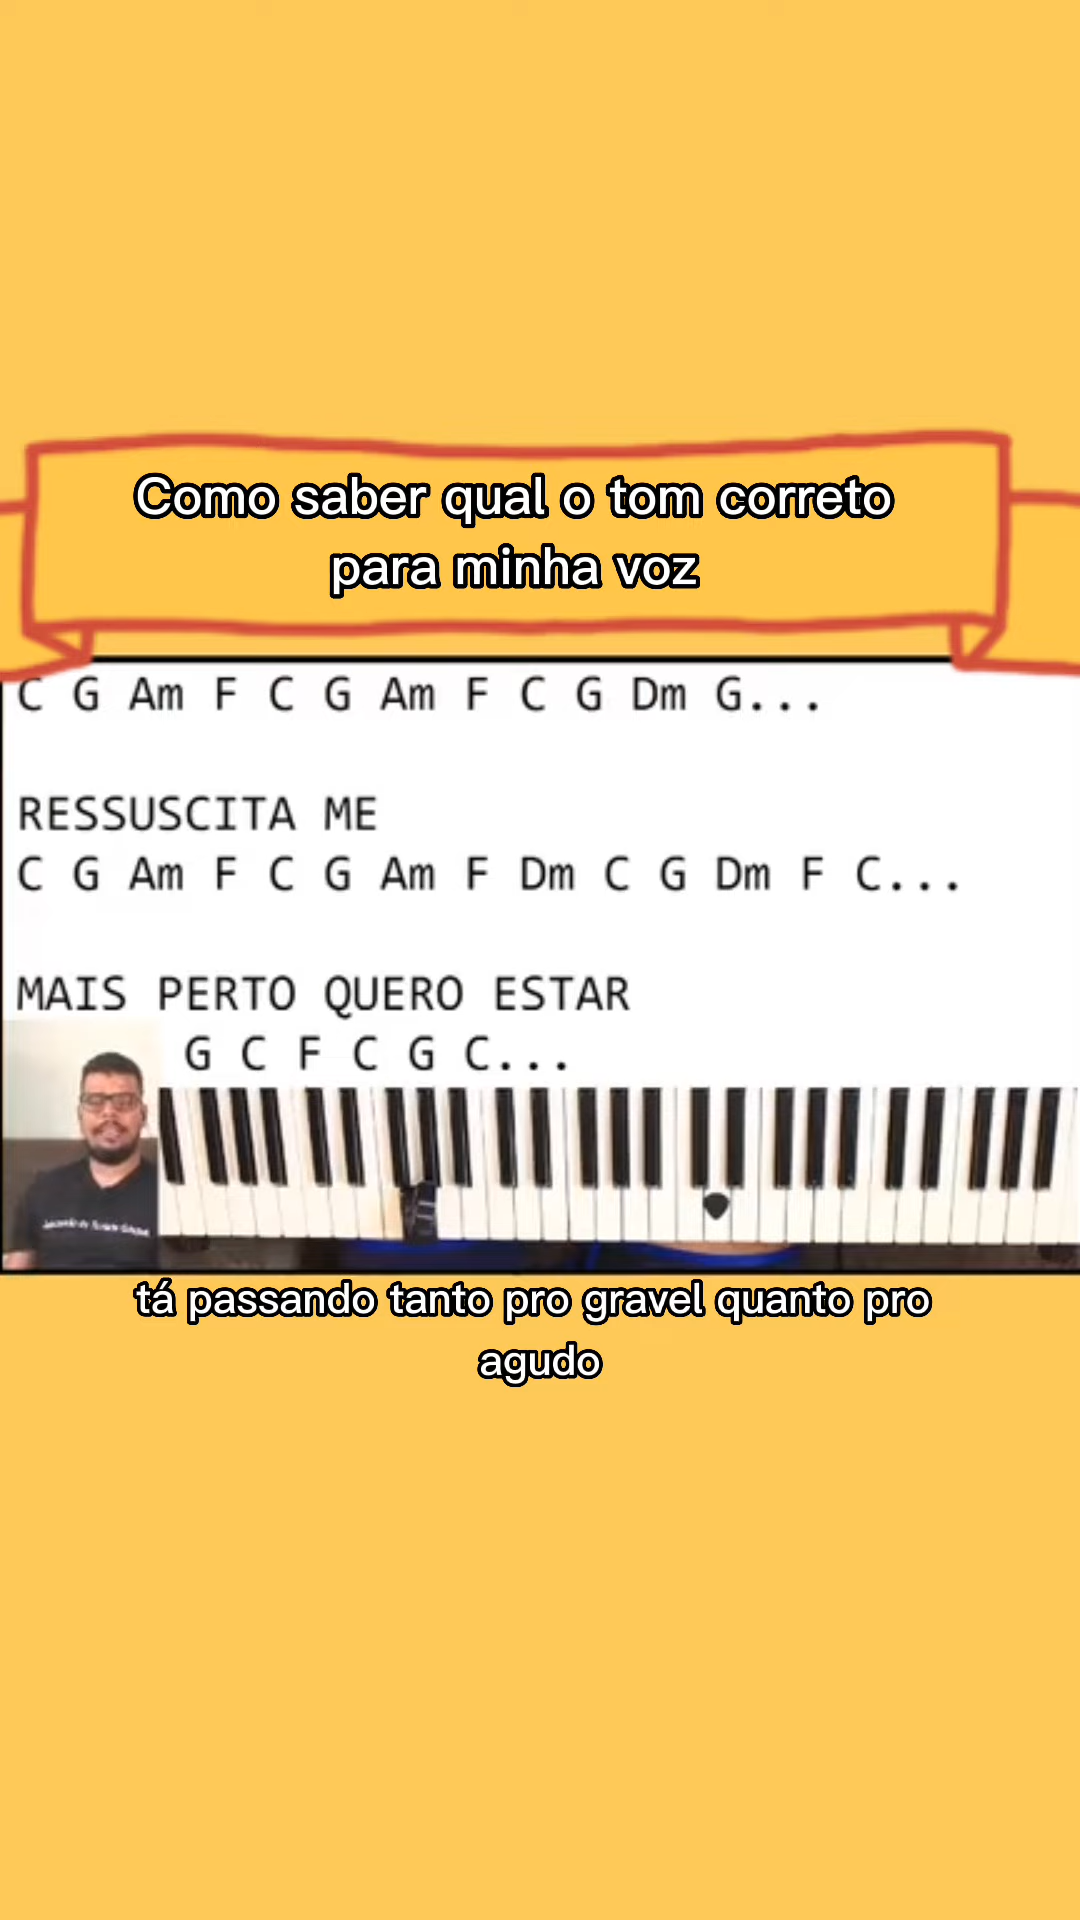 Como saber qual o tom correto
para minha voz
C G Am F C G Am F C G Dm G...
RESSUSCITA ME
C G Am F C G Am F Dm C G Dm F C...
MAIS PERTO QUERO ESTAR
G C F C G C...
tá passando tanto pro gravel quanto pro
agudo